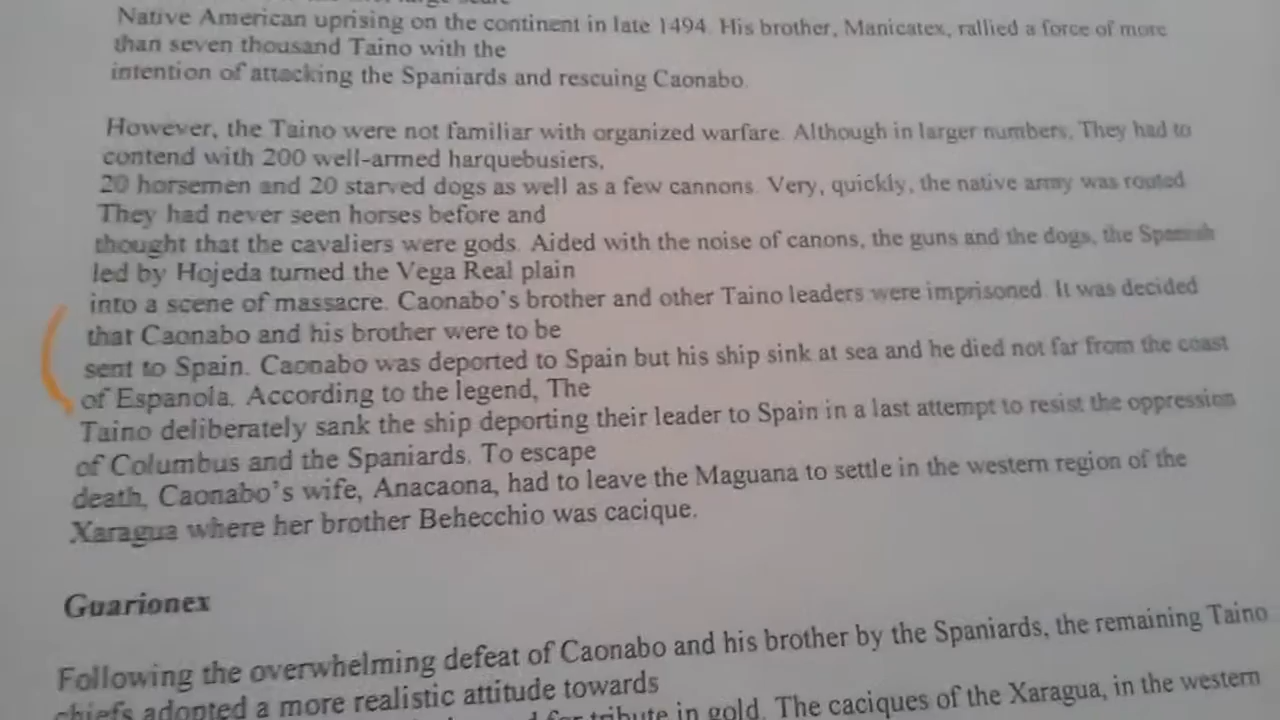 Native American uprising on the continent in late 1494. His brother, Manicatex, rallied a force of more
than seven thousand Taino with the
intention of attacking the Spaniards and rescuing Caonabo.
However, the Taino were not familiar with organized warfare. Although in larger numbers, They had to
contend with 200 well-armed harquebusiers,
20 horsemen and 20 starved dogs as well as a few cannons. Very, quickly, the native array was routed.
They had never seen horses before and
thought that the cavaliers were gods. Aided with the noise of canons, the guns and the dogs, the Spanish
led by Hojeda turned the Vega Real plain
into a scene of massacre. Caonabo's brother and other Taino leaders were imprisoned. It was decided
that Caonabo and his brother were to be
sent to Spain. Caonabo was deported to Spain but his ship sink at sea and he died not far from the coast
of Espanola. According to the legend, The
Taino deliberately sank the ship deporting their leader to Spain in a last attempt to resist the oppression
of Columbus and the Spaniards. To escape
death, Caonabo's wife, Anacaona, had to leave the Maguana to settle in the western region of the
Xaragua where her brother Behecchio was cacique.
Guarionex
Following the overwhelming defeat of Caonabo and his brother by the Spaniards, the remaining Taino
chiefs adopted a more realistic attitude towards
for tribute in gold. The caciques of the Xaragua, in the western